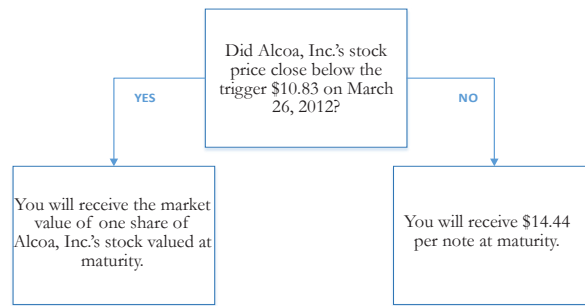 Did Alcoa, Inc.'s stock
price close below the
trigger $10.83 on March
26, 2012?
YES
NO
You will receive the market
value of one share of
Alcoa, Inc.'s stock valued at
maturity.
You will receive $14.44
per note at maturity.